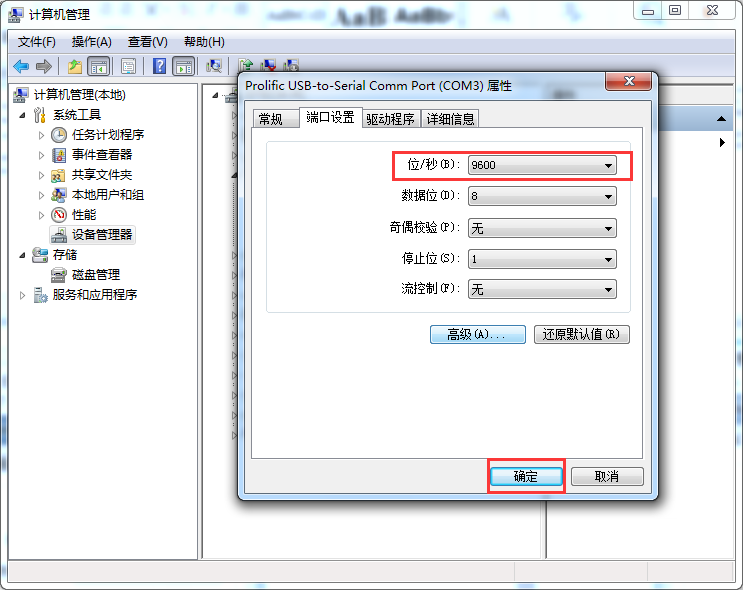 计算机管理
文件(F) 操作(A) 查看(V) 帮助(H)
计算机管理(本地)
系统工具
任务计划程序
事件查看器
共享文件夹
本地用户和组
性能
设备管理器
存储
磁盘管理
服务和应用程序
Prolific USB-to-Serial Comm Port (COM3) 属性
常规 端口设置 驱动程序 详细信息
位/秒(B): 9600
数据位(D): 8
奇偶校验(P): 无
停止位(S): 1
流控制(F): 无
高级(A)... 还原默认值(R)
确定 取消